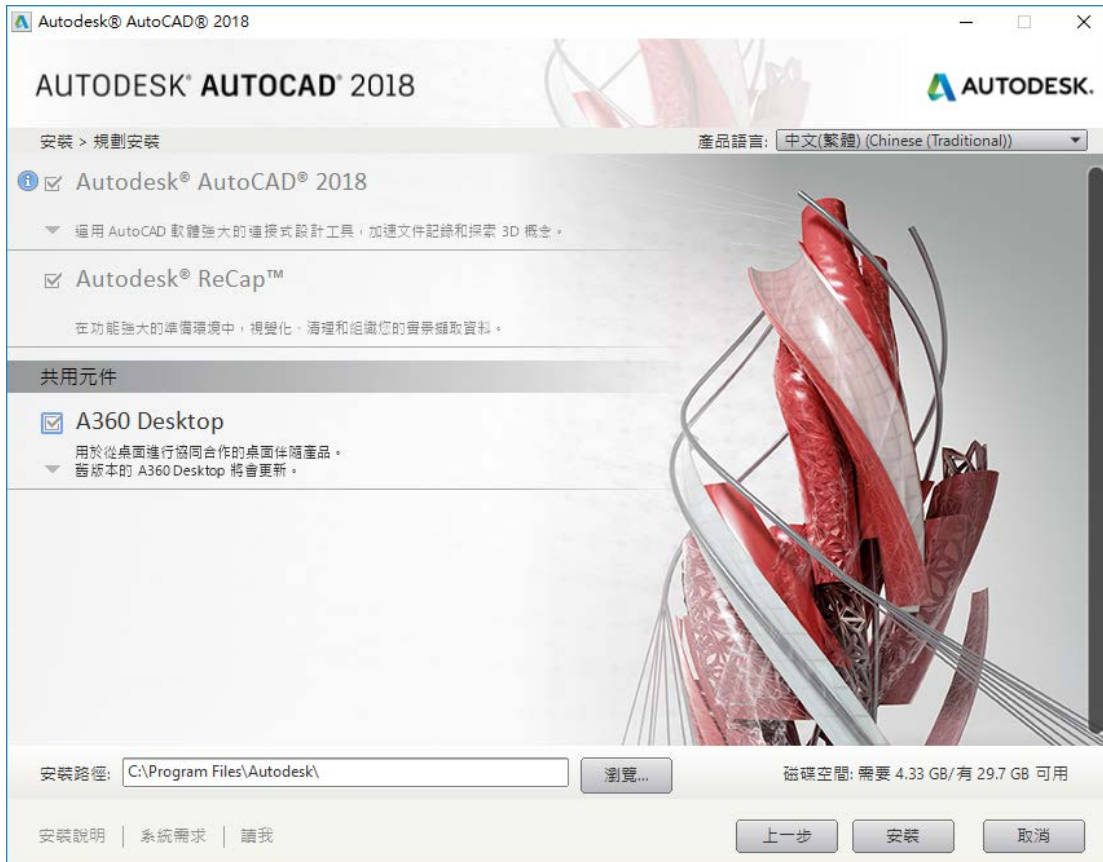 Autodesk® AutoCAD® 2018
AUTODESK® AUTOCAD® 2018
AUTODESK.
安裝 > 規劃安裝
產品語言: 中文(繁體) (Chinese (Traditional))
Autodesk® AutoCAD® 2018
運用 AutoCAD 軟體強大的連接式設計工具，加速文件記錄和探索 3D 概念。
Autodesk® ReCap™
在功能強大的準備環境中，視覺化、清理和組織您的實景擷取資料。
共用元件
A360 Desktop
用於從桌面進行協同合作的桌面伴隨產品。
舊版本的 A360 Desktop 將會更新。
安裝路徑: C:\Program Files\Autodesk\ 瀏覽... 磁碟空間: 需要 4.33 GB/有 29.7 GB 可用
安裝說明 | 系統需求 | 讀我 上一步 安裝 取消